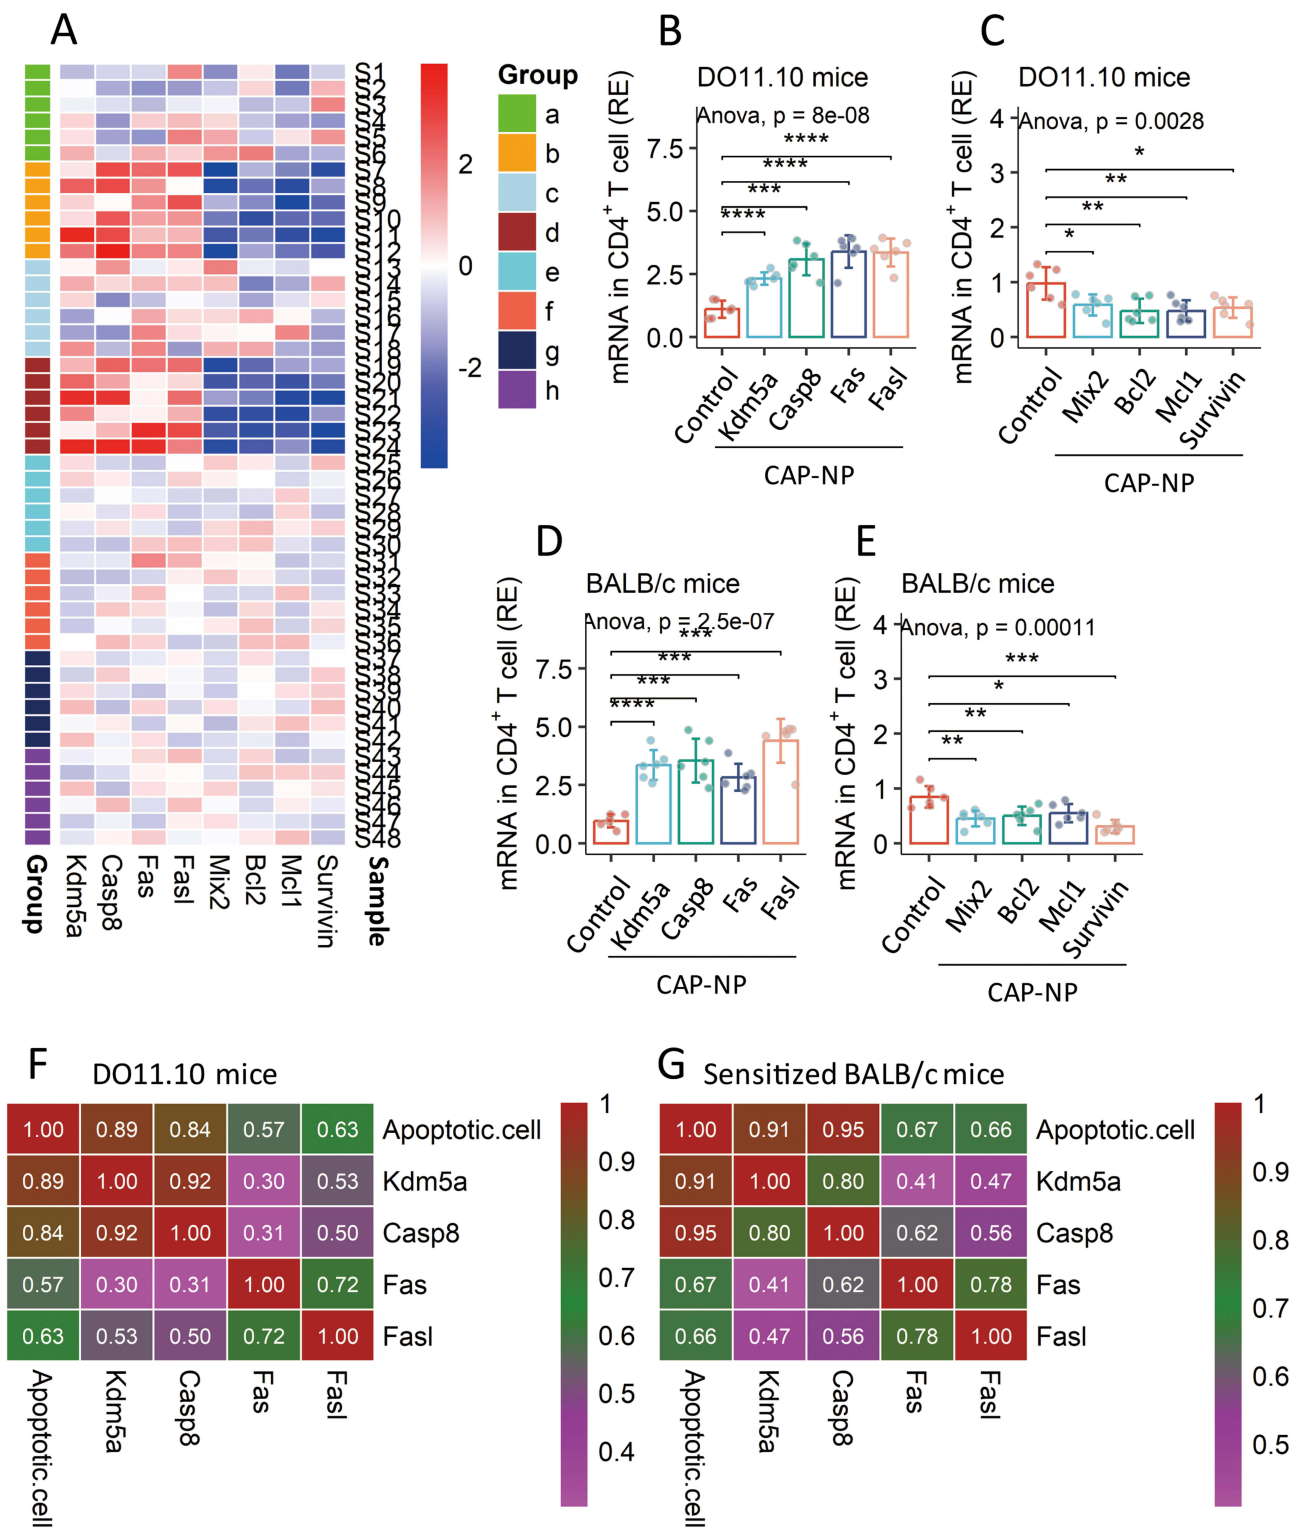 A
S1
S2
S3
S4
S5
S6
S7
S8
S9
S10
S11
S12
S13
S14
S15
S16
S17
S18
S19
S20
S21
S22
S23
S24
S25
S26
S27
S28
S29
S30
S31
S32
S33
S34
S35
S36
S37
S38
S39
S40
S41
S42
S43
S44
S45
S46
S47
S48
Group
Kdm5a
Casp8
Fas
Fasl
Mix2
Bcl2
Mcl1
Survivin
Sample
2
0
-2
Group
a
b
c
d
e
f
g
h
B
DO11.10 mice
Anova, p = 8e-08
mRNA in CD4+ T cell (RE)
7.5
5.0
2.5
0.0
****
****
***
****
Control
Kdm5a
Casp8
Fas
Fasl
CAP-NP
C
DO11.10 mice
Anova, p = 0.0028
mRNA in CD4+ T cell (RE)
4
3
2
1
0
*
**
**
*
Control
Mix2
Bcl2
Mcl1
Survivin
CAP-NP
D
BALB/c mice
Anova, p = 2.5e-07
mRNA in CD4+ T cell (RE)
7.5
5.0
2.5
0.0
***
***
***
****
Control
Kdm5a
Casp8
Fas
Fasl
CAP-NP
E
BALB/c mice
Anova, p = 0.00011
mRNA in CD4+ T cell (RE)
4
3
2
1
0
***
*
**
**
Control
Mix2
Bcl2
Mcl1
Survivin
CAP-NP
F
DO11.10 mice
1.00 0.89 0.84 0.57 0.63 Apoptotic.cell
0.89 1.00 0.92 0.30 0.53 Kdm5a
0.84 0.92 1.00 0.31 0.50 Casp8
0.57 0.30 0.31 1.00 0.72 Fas
0.63 0.53 0.50 0.72 1.00 Fasl
Apoptotic.cell
Kdm5a
Casp8
Fas
Fasl
1
0.9
0.8
0.7
0.6
0.5
0.4
G
Sensitized BALB/c mice
1.00 0.91 0.95 0.67 0.66 Apoptotic.cell
0.91 1.00 0.80 0.41 0.47 Kdm5a
0.95 0.80 1.00 0.62 0.56 Casp8
0.67 0.41 0.62 1.00 0.78 Fas
0.66 0.47 0.56 0.78 1.00 Fasl
Apoptotic.cell
Kdm5a
Casp8
Fas
Fasl
1
0.9
0.8
0.7
0.6
0.5